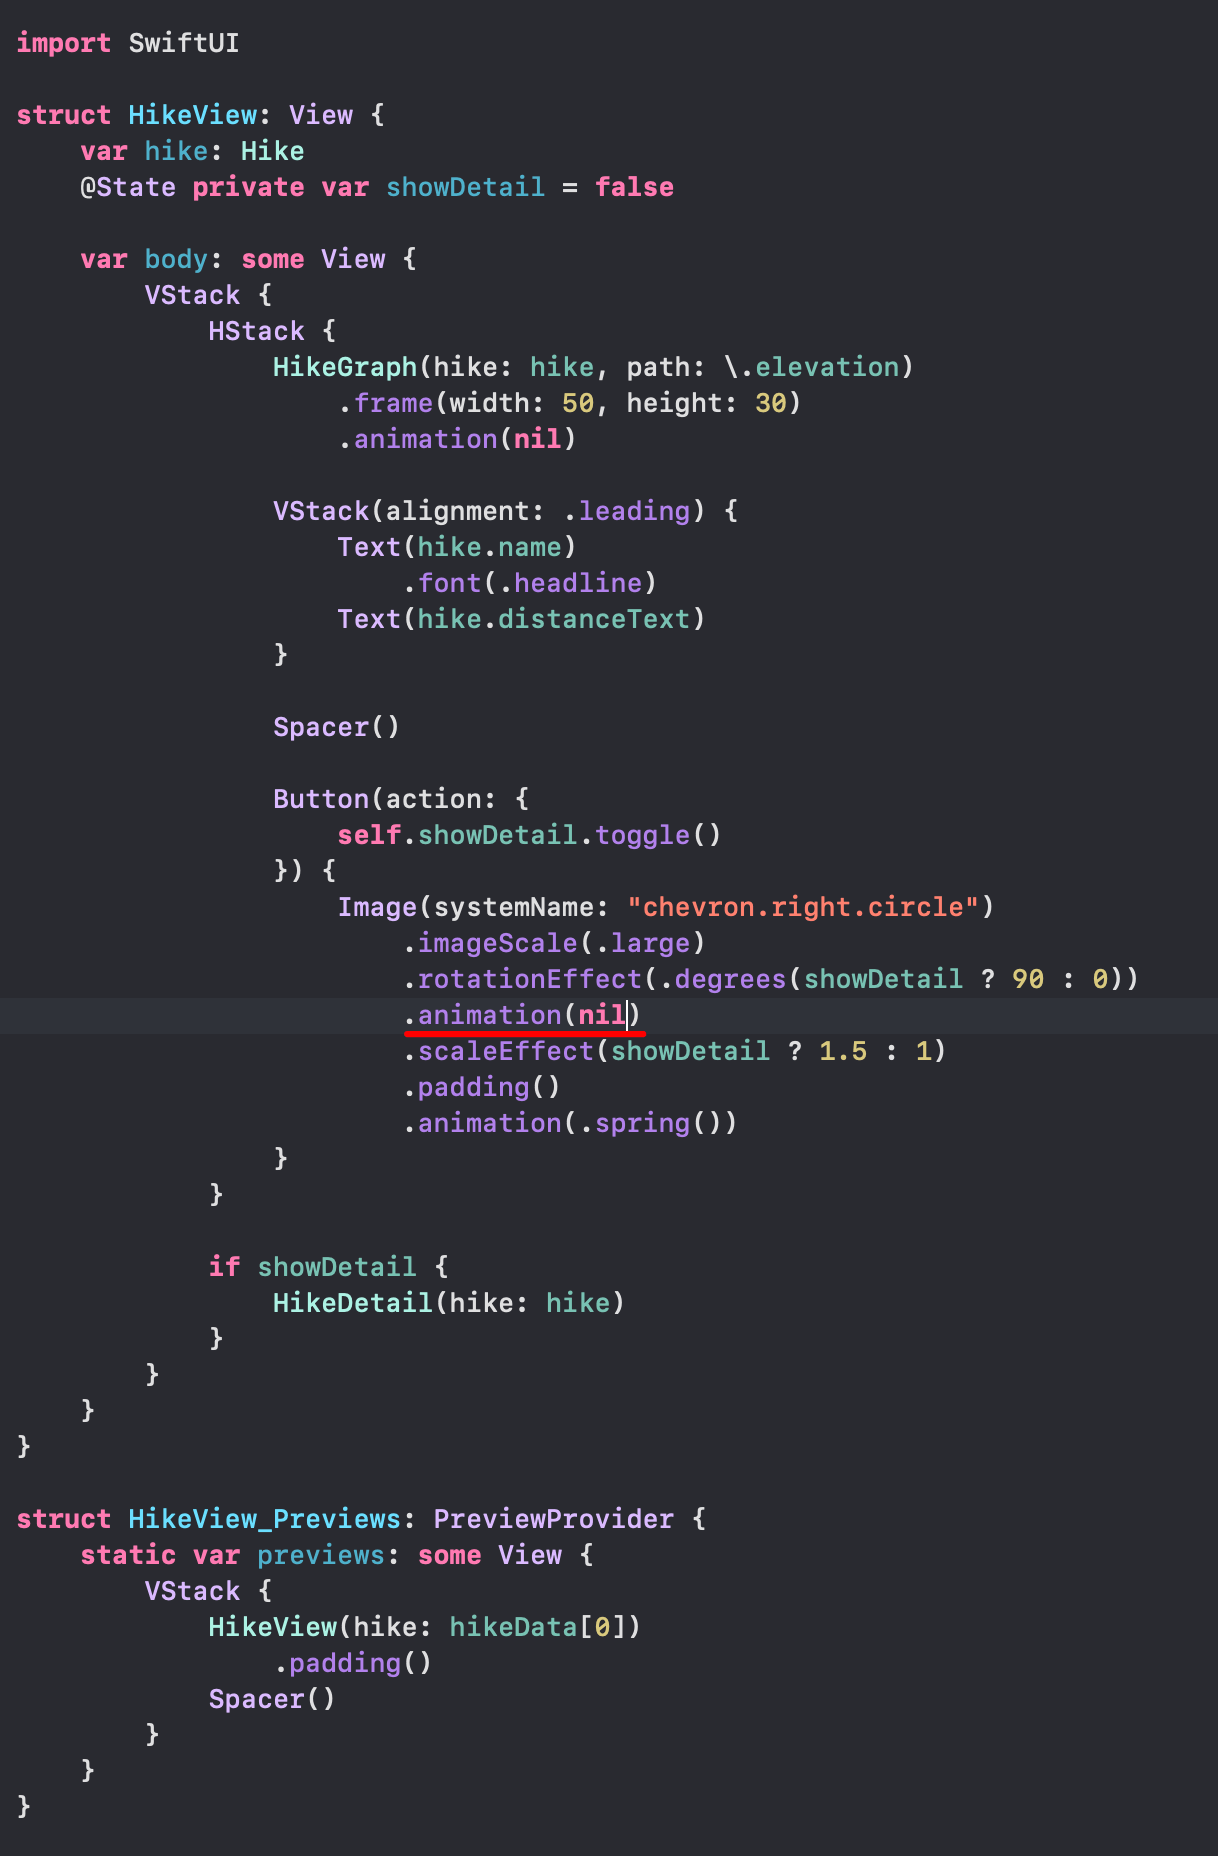 import SwiftUI

struct HikeView: View {
    var hike: Hike
    @State private var showDetail = false

    var body: some View {
        VStack {
            HStack {
                HikeGraph(hike: hike, path: \.elevation)
                    .frame(width: 50, height: 30)
                    .animation(nil)

                VStack(alignment: .leading) {
                    Text(hike.name)
                        .font(.headline)
                    Text(hike.distanceText)
                }

                Spacer()

                Button(action: {
                    self.showDetail.toggle()
                }) {
                    Image(systemName: "chevron.right.circle")
                        .imageScale(.large)
                        .rotationEffect(.degrees(showDetail ? 90 : 0))
                        .animation(nil)
                        .scaleEffect(showDetail ? 1.5 : 1)
                        .padding()
                        .animation(.spring())
                }
            }

            if showDetail {
                HikeDetail(hike: hike)
            }
        }
    }
}

struct HikeView_Previews: PreviewProvider {
    static var previews: some View {
        VStack {
            HikeView(hike: hikeData[0])
                .padding()
            Spacer()
        }
    }
}